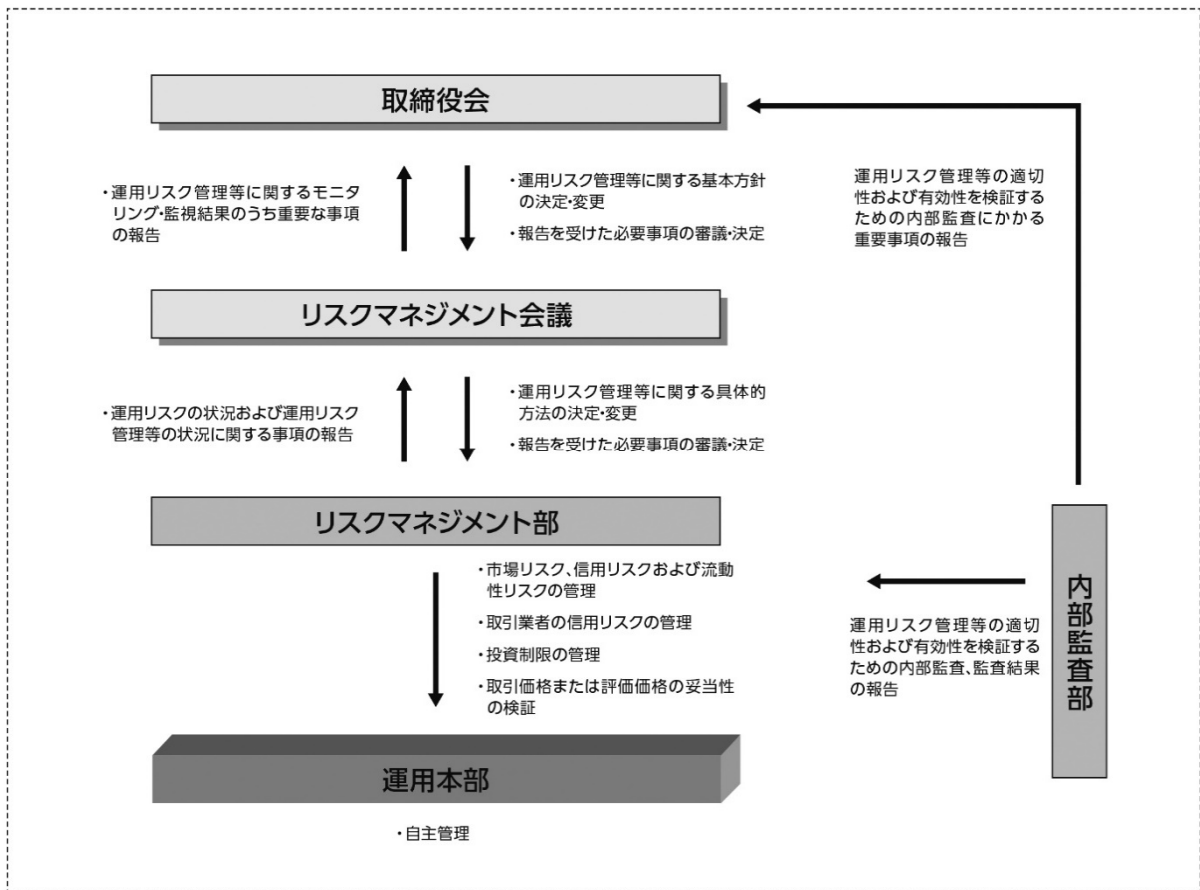 取締役会
・運用リスク管理等に関するモニタ
リング・監視結果のうち重要な事項
の報告
・運用リスク管理等に関する基本方針
の決定・変更
・報告を受けた必要事項の審議・決定
運用リスク管理等の適切
性および有効性を検証する
ための内部監査にかかる
重要事項の報告
リスクマネジメント会議
・運用リスクの状況および運用リスク
管理等の状況に関する事項の報告
・運用リスク管理等に関する具体的
方法の決定・変更
・報告を受けた必要事項の審議・決定
リスクマネジメント部
・市場リスク、信用リスクおよび流動
性リスクの管理
・取引業者の信用リスクの管理
・投資制限の管理
・取引価格または評価価格の妥当性
の検証
運用リスク管理等の適切
性および有効性を検証する
ための内部監査、監査結果
の報告
内部監査部
運用本部
・自主管理